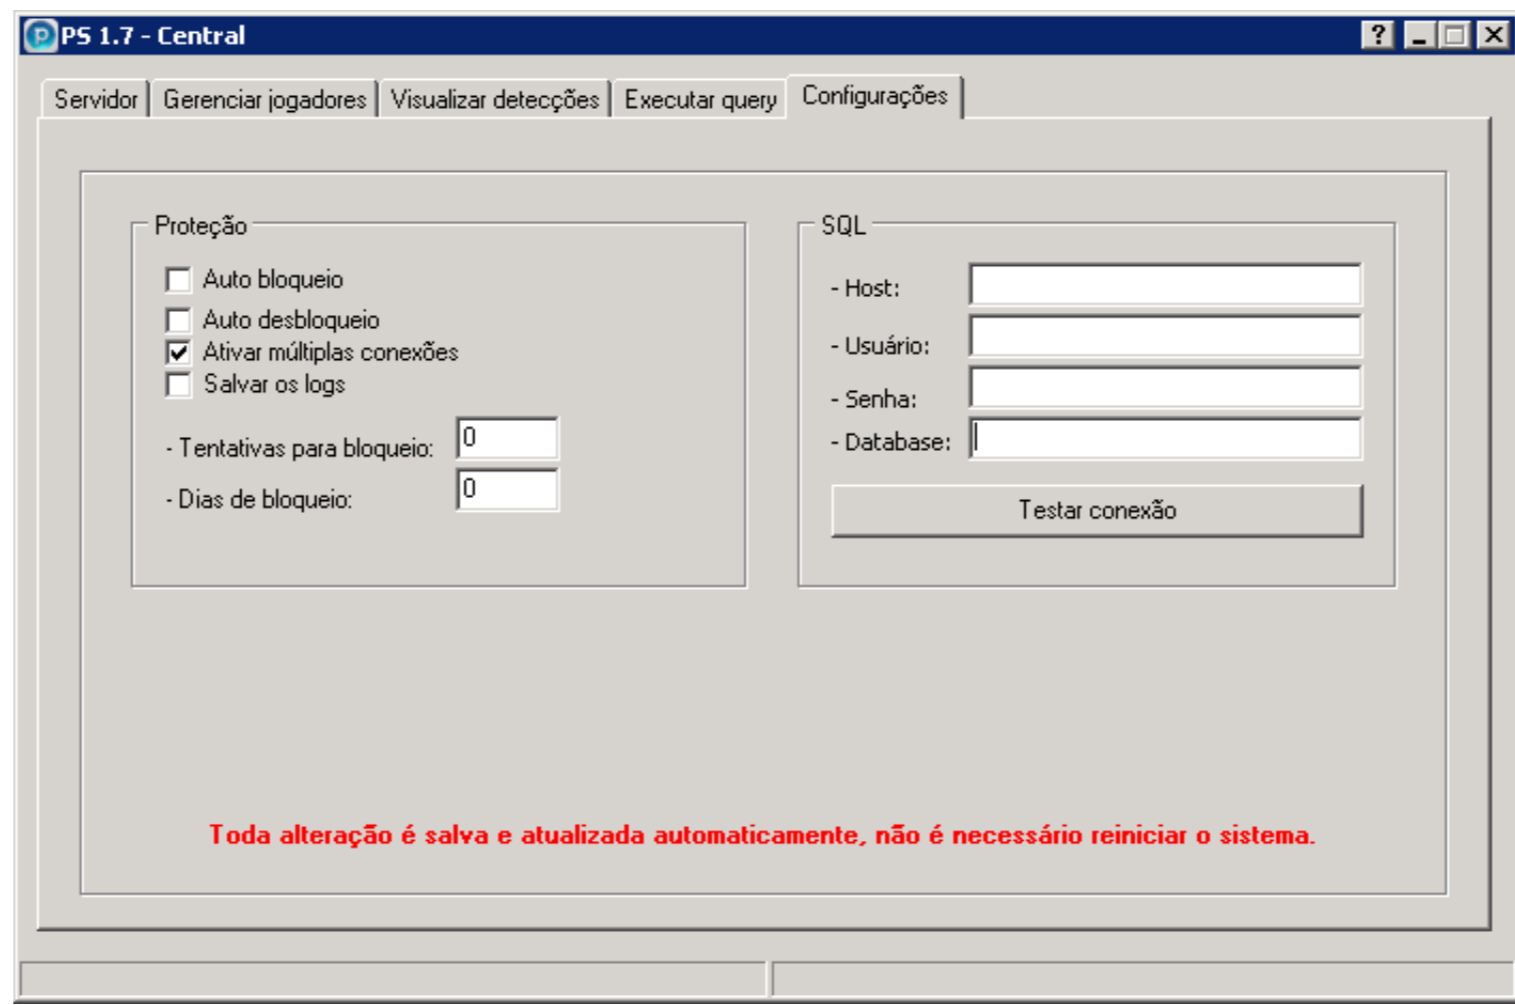 PS 1.7 - Central
Servidor Gerenciar jogadores Visualizar detecções Executar query Configurações
Proteção
Auto bloqueio
Auto desbloqueio
Ativar múltiplas conexões
Salvar os logs
- Tentativas para bloqueio: 0
- Dias de bloqueio: 0
SQL
- Host:
- Usuário:
- Senha:
- Database:
Testar conexão
Toda alteração é salva e atualizada automaticamente, não é necessário reiniciar o sistema.